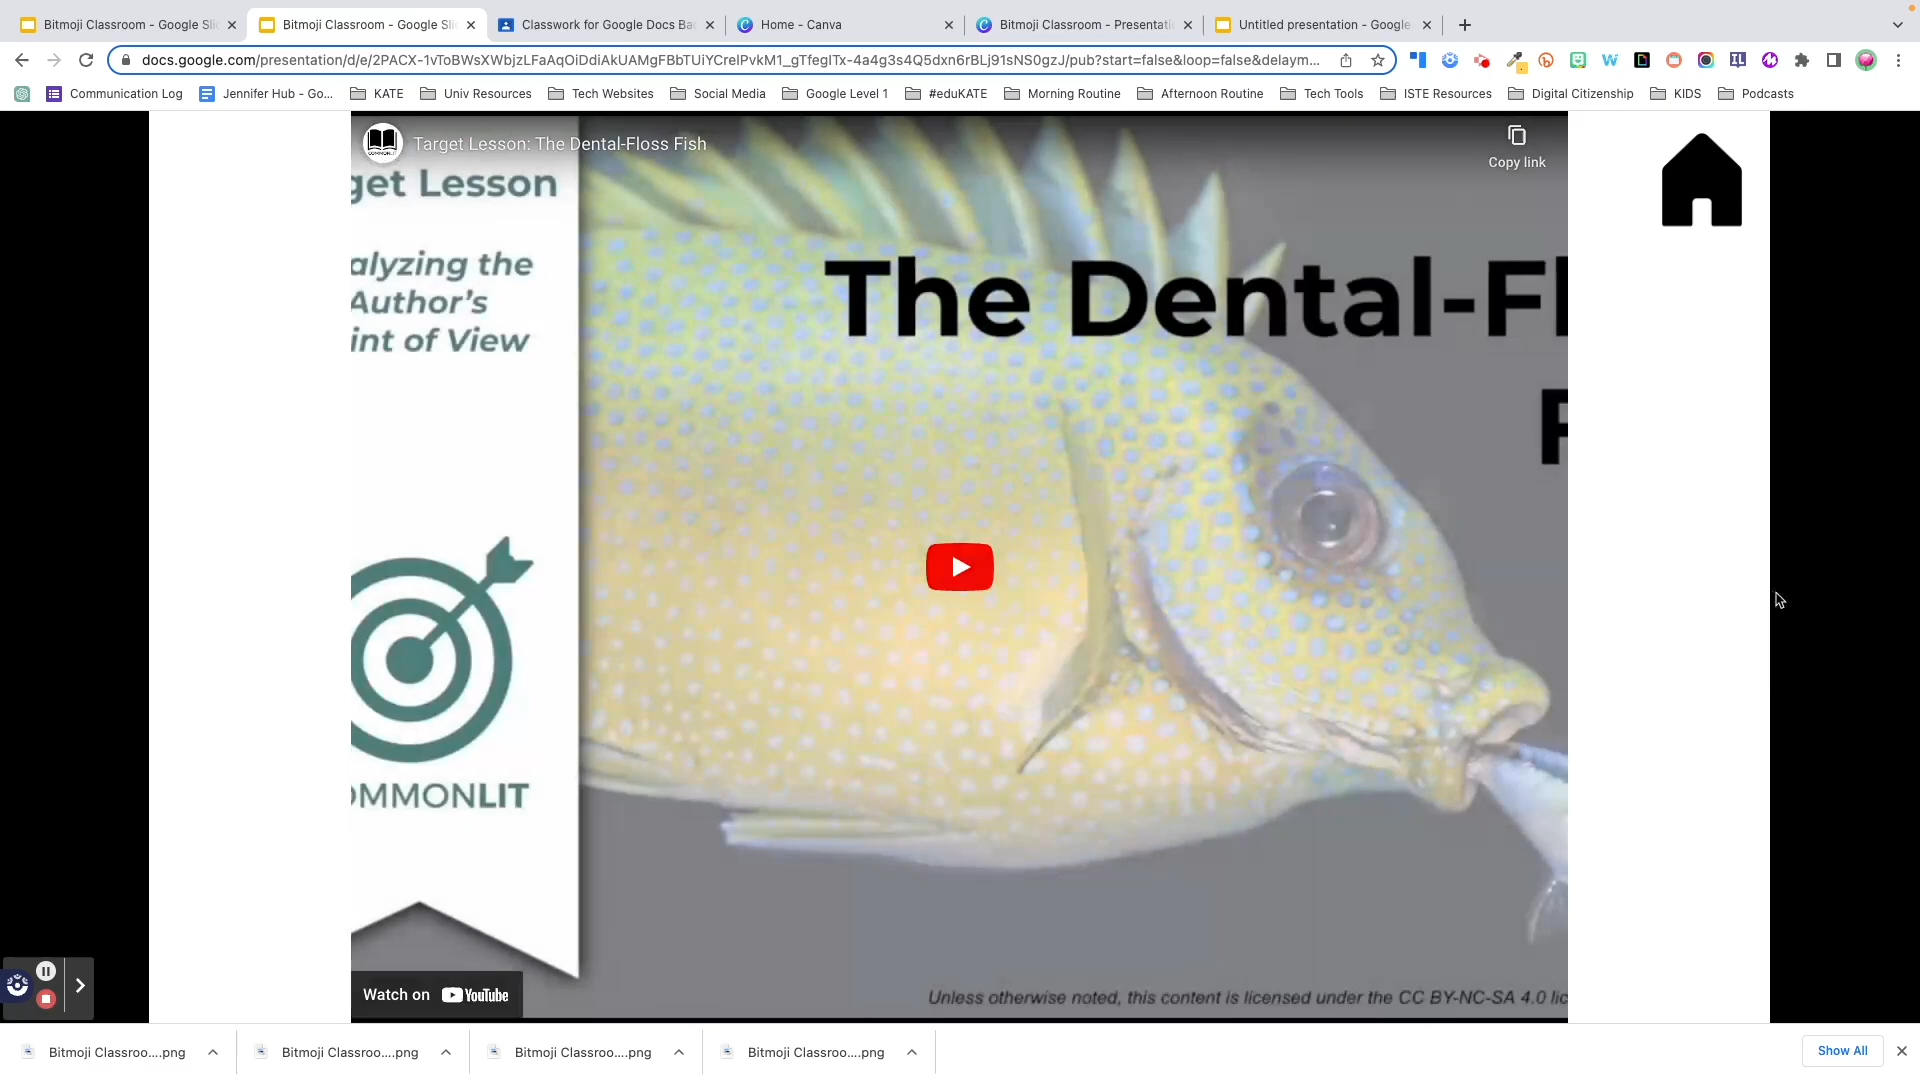 Bitmoji Classroom - Google Slic
Bitmoji Classroom - Google Slic
Classwork for Google Docs Ba
Home - Canva
Bitmoji Classroom - Presentati
Untitled presentation - Google
docs.google.com/presentation/d/e/2PACX-1vToBWsXWbjzLFaAqOiDdiAkUAMgFBbTUiYCrelPvkM1_gTfegITx-4a4g3s4Q5dxn6rBLj91sNS0gzJ/pub?start=false&loop=false&delaym...
Communication Log
Jennifer Hub - Go...
KATE
Univ Resources
Tech Websites
Social Media
Google Level 1
#eduKATE
Morning Routine
Afternoon Routine
Tech Tools
ISTE Resources
Digital Citizenship
KIDS
Podcasts
Target Lesson: The Dental-Floss Fish
Copy link
get Lesson
alyzing the
Author's
int of View
The Dental-Fl
F
OMMONLIT
Watch on YouTube
Unless otherwise noted, this content is licensed under the CC BY-NC-SA 4.0 lic
Bitmoji Classroo....png
Bitmoji Classroo....png
Bitmoji Classroo....png
Bitmoji Classroo....png
Show All